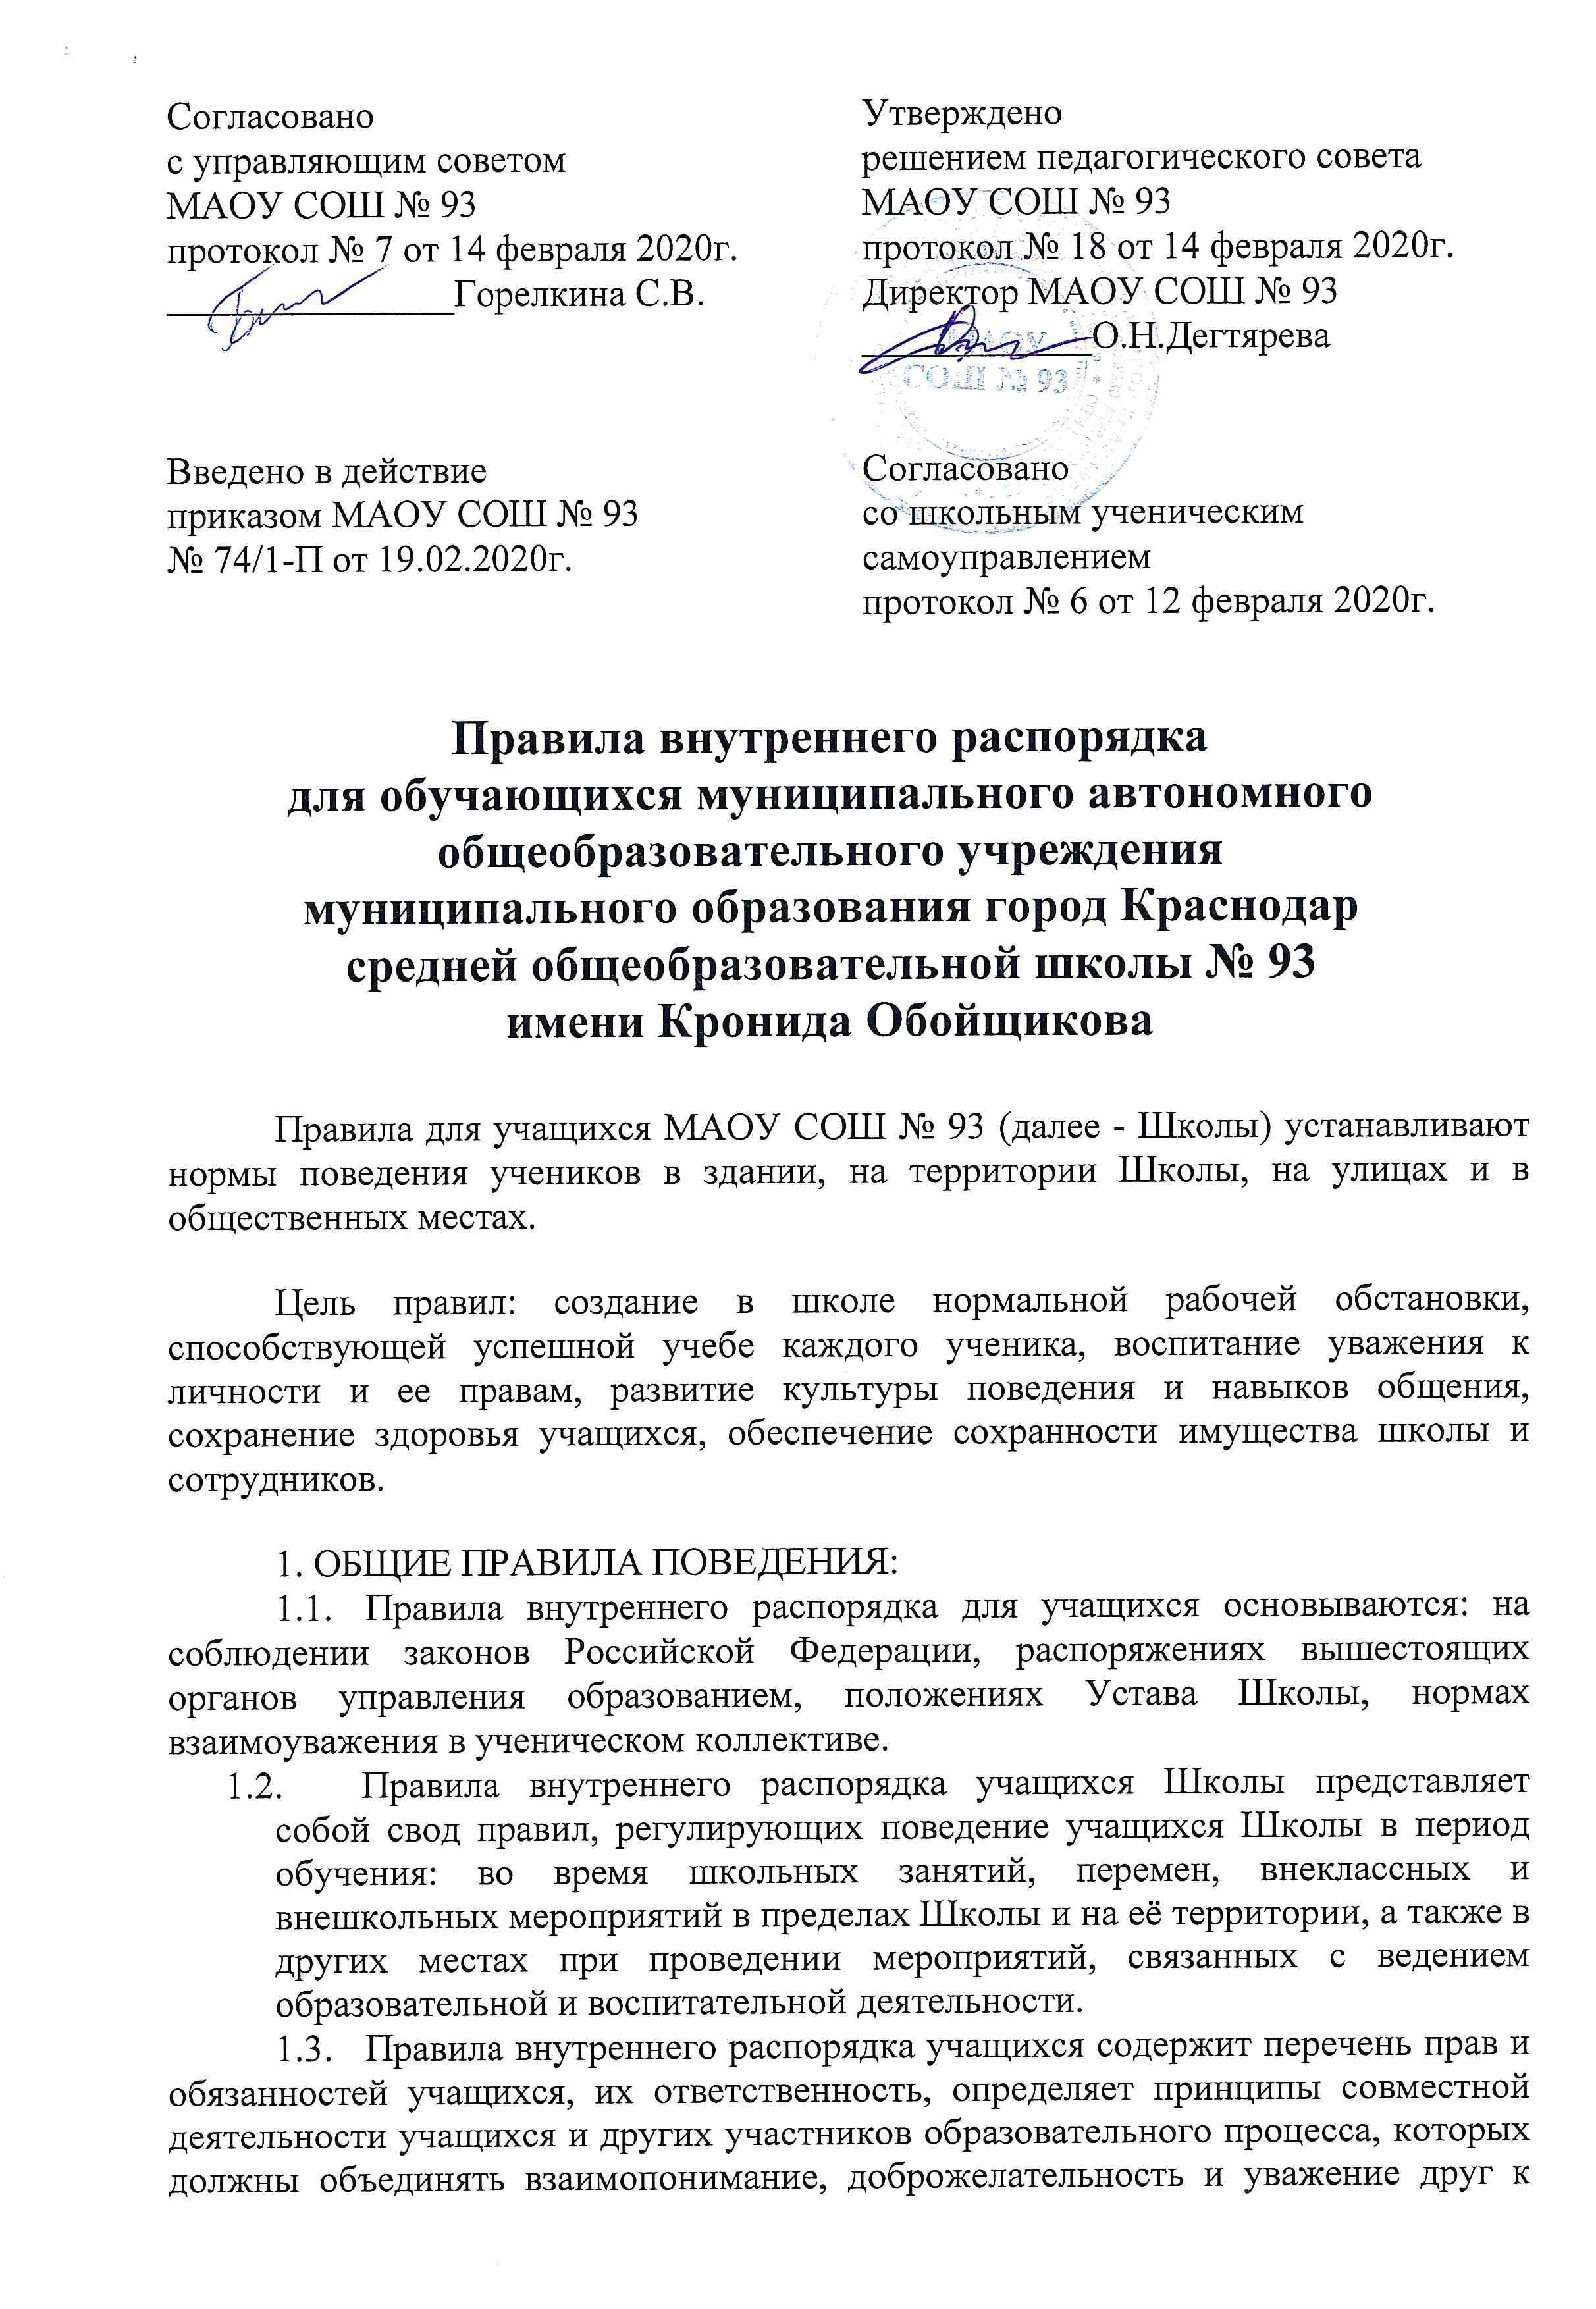 Согласовано
с управляющим советом
МАОУ СОШ № 93
протокол № 7 от 14 февраля 2020г.
Горелкина С.В.
Утверждено
решением педагогического совета
МАОУ СОШ № 93
протокол № 18 от 14 февраля 2020г.
Директор МАОУ СОШ № 93
О.Н.Дегтярева
МАОУ
СОШ № 93
Введено в действие
приказом МАОУ СОШ № 93
№ 74/1-П от 19.02.2020г.
Согласовано
со школьным ученическим
самоуправлением
протокол № 6 от 12 февраля 2020г.
Правила внутреннего распорядка
для обучающихся муниципального автономного
общеобразовательного учреждения
муниципального образования город Краснодар
средней общеобразовательной школы № 93
имени Кронида Обойщикова
Правила для учащихся МАОУ СОШ № 93 (далее - Школы) устанавливают
нормы поведения учеников в здании, на территории Школы, на улицах и в
общественных местах.
Цель правил: создание в школе нормальной рабочей обстановки,
способствующей успешной учебе каждого ученика, воспитание уважения к
личности и ее правам, развитие культуры поведения и навыков общения,
сохранение здоровья учащихся, обеспечение сохранности имущества школы и
сотрудников.
1. ОБЩИЕ ПРАВИЛА ПОВЕДЕНИЯ:
1.1. Правила внутреннего распорядка для учащихся основываются: на
соблюдении законов Российской Федерации, распоряжениях вышестоящих
органов управления образованием, положениях Устава Школы, нормах
взаимоуважения в ученическом коллективе.
1.2. Правила внутреннего распорядка учащихся Школы представляет
собой свод правил, регулирующих поведение учащихся Школы в период
обучения: во время школьных занятий, перемен, внеклассных и
внешкольных мероприятий в пределах Школы и на её территории, а также в
других местах при проведении мероприятий, связанных с ведением
образовательной и воспитательной деятельности.
1.3. Правила внутреннего распорядка учащихся содержит перечень прав и
обязанностей учащихся, их ответственность, определяет принципы совместной
деятельности учащихся и других участников образовательного процесса, которых
должны объединять взаимопонимание, доброжелательность и уважение друг к